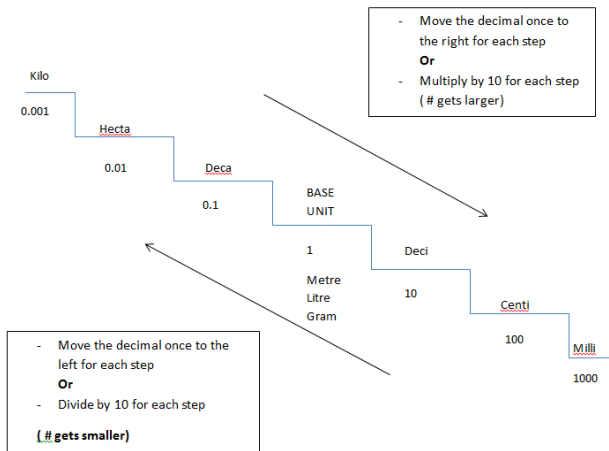 - Move the decimal once to
the right for each step
Or
- Multiply by 10 for each step
( # gets larger)
Kilo
0.001
Hecta
0.01
Deca
0.1
BASE
UNIT
1
Metre
Litre
Gram
Deci
10
Centi
100
Milli
1000
- Move the decimal once to the
left for each step
Or
- Divide by 10 for each step
( # gets smaller)